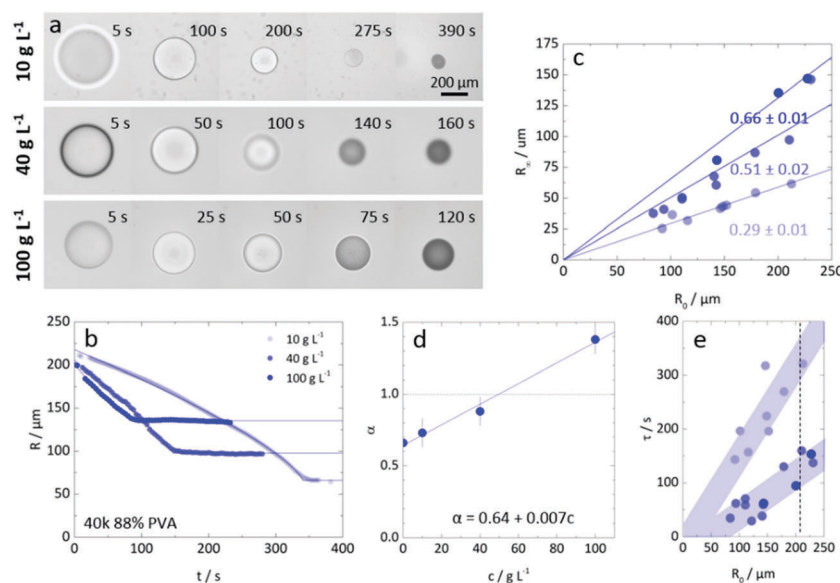 a
10 g L⁻¹
5 s 100 s 200 s 275 s 390 s
200 µm
40 g L⁻¹
5 s 50 s 100 s 140 s 160 s
100 g L⁻¹
5 s 25 s 50 s 75 s 120 s
c
175
150
125
100
75
50
25
0
R∞ / um
0.66 ± 0.01
0.51 ± 0.02
0.29 ± 0.01
50 100 150 200 250
R₀ / µm
b
250
200
150
100
50
0
R / µm
10 g L⁻¹
40 g L⁻¹
100 g L⁻¹
40k 88% PVA
0 100 200 300 400
t / s
d
1.5
1.0
0.5
0.0
α
α = 0.64 + 0.007c
0 20 40 60 80 100
c / g L⁻¹
e
400
300
200
100
0
τ / s
0 50 100 150 200 250
R₀ / µm